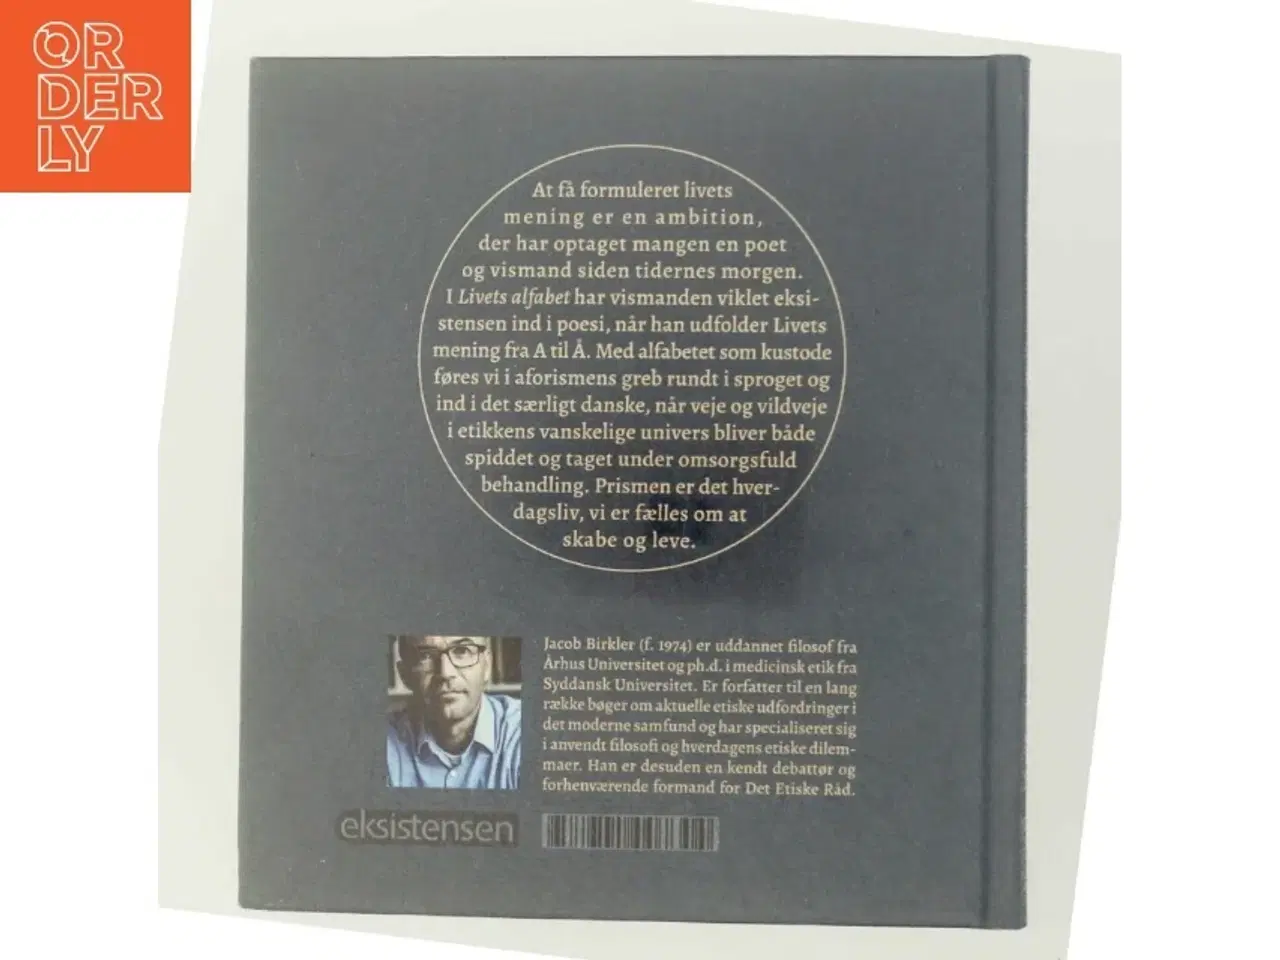 OR
DER
LY
At få formuleret livets
mening er en ambition,
der har optaget mangen en poet
og vismand siden tidernes morgen.
I Livets alfabet har vismanden viklet eksi-
stensen ind i poesi, når han udfolder Livets
mening fra A til Å. Med alfabetet som kustode
føres vi i aforismens greb rundt i sproget og
ind i det særligt danske, når veje og vildveje
i etikkens vanskelige univers bliver både
spiddet og taget under omsorgsfuld
behandling. Prismen er det hver-
dagsliv, vi er fælles om at
skabe og leve.
Jacob Birkler (f. 1974) er uddannet filosof fra
Århus Universitet og ph.d. i medicinsk etik fra
Syddansk Universitet. Er forfatter til en lang
række bøger om aktuelle etiske udfordringer i
det moderne samfund og har specialiseret sig
i anvendt filosofi og hverdagens etiske dilem-
maer. Han er desuden en kendt debattør og
forhenværende formand for Det Etiske Råd.
eksistensen